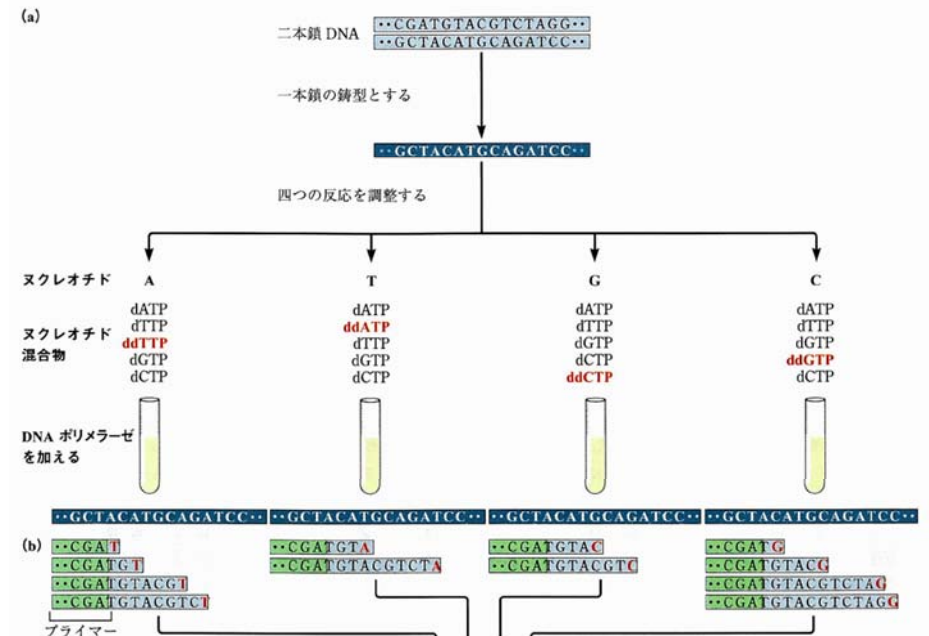 (a)
二本鎖 DNA
··CGATGTACGTCTAGG··
··GCTACATGCAGATCC··
一本鎖の鋳型とする
··GCTACATGCAGATCC··
四つの反応を調整する
ヌクレオチド A T G C
ヌクレオチド
混合物
dATP
dTTP
ddTTP
dGTP
dCTP
dATP
ddATP
dTTP
dGTP
dCTP
dATP
dTTP
dGTP
dCTP
ddCTP
dATP
dTTP
dGTP
ddGTP
dCTP
DNA ポリメラーゼ
を加える
··GCTACATGCAGATCC·· ··GCTACATGCAGATCC·· ··GCTACATGCAGATCC·· ··GCTACATGCAGATCC··
(b)
··CGAT
··CGATGT
··CGATGTACGT
··CGATGTACGTCT
プライマー
··CGATGTA
··CGATGTACGTCTA
··CGATGTAC
··CGATGTACGTC
··CGATG
··CGATGTACG
··CGATGTACGTCTAG
··CGATGTACGTCTAGG